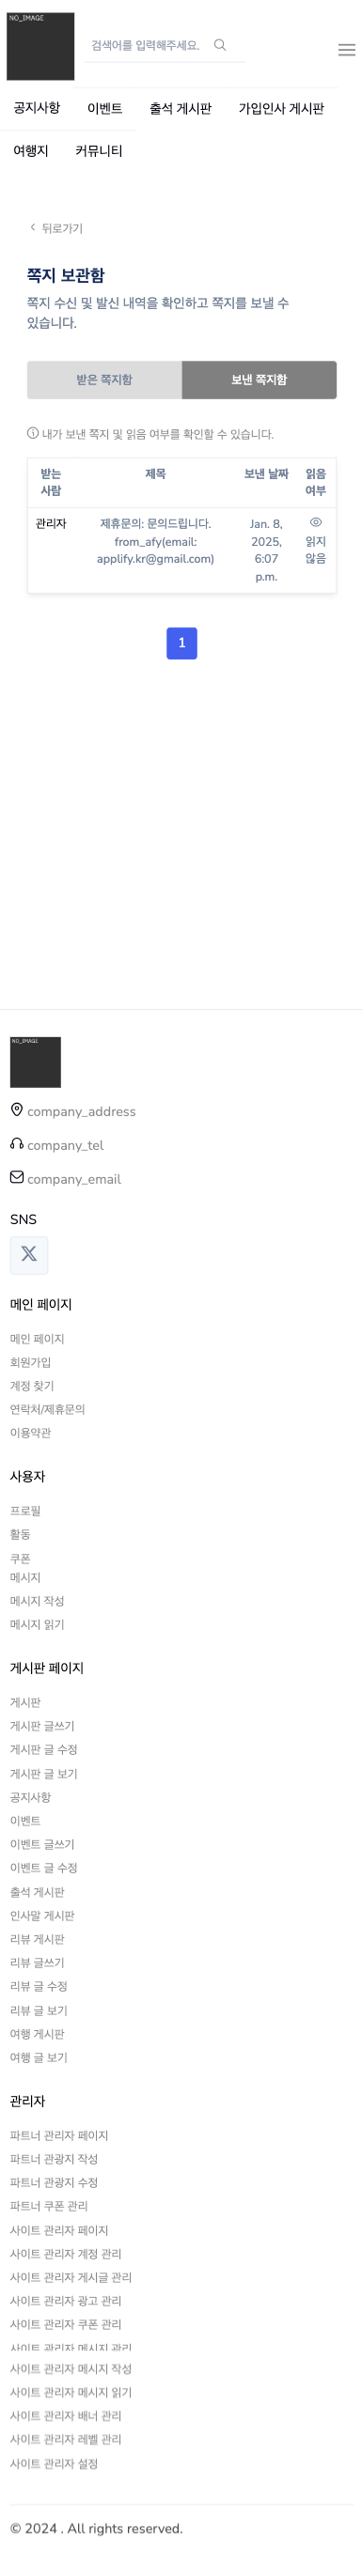 NO_IMAGE
검색어를 입력해주세요.
공지사항 이벤트 출석 게시판 가입인사 게시판
여행지 커뮤니티
뒤로가기
쪽지 보관함
쪽지 수신 및 발신 내역을 확인하고 쪽지를 보낼 수
있습니다.
받은 쪽지함 보낸 쪽지함
내가 보낸 쪽지 및 읽음 여부를 확인할 수 있습니다.
받는 사람 제목 보낸 날짜 읽음 여부
관리자 제휴문의: 문의드립니다. Jan. 8, 읽지
from_afy(email: 2025, 않음
applify.kr@gmail.com) 6:07
p.m.
1
NO_IMAGE
company_address
company_tel
company_email
SNS
메인 페이지
메인 페이지
회원가입
계정 찾기
연락처/제휴문의
이용약관
사용자
프로필
활동
쿠폰
메시지
메시지 작성
메시지 읽기
게시판 페이지
게시판
게시판 글쓰기
게시판 글 수정
게시판 글 보기
공지사항
이벤트
이벤트 글쓰기
이벤트 글 수정
출석 게시판
인사말 게시판
리뷰 게시판
리뷰 글쓰기
리뷰 글 수정
리뷰 글 보기
여행 게시판
여행 글 보기
관리자
파트너 관리자 페이지
파트너 관광지 작성
파트너 관광지 수정
파트너 쿠폰 관리
사이트 관리자 페이지
사이트 관리자 계정 관리
사이트 관리자 게시글 관리
사이트 관리자 광고 관리
사이트 관리자 쿠폰 관리
사이트 관리자 메시지 관리
사이트 관리자 메시지 작성
사이트 관리자 메시지 읽기
사이트 관리자 배너 관리
사이트 관리자 레벨 관리
사이트 관리자 설정
© 2024 . All rights reserved.